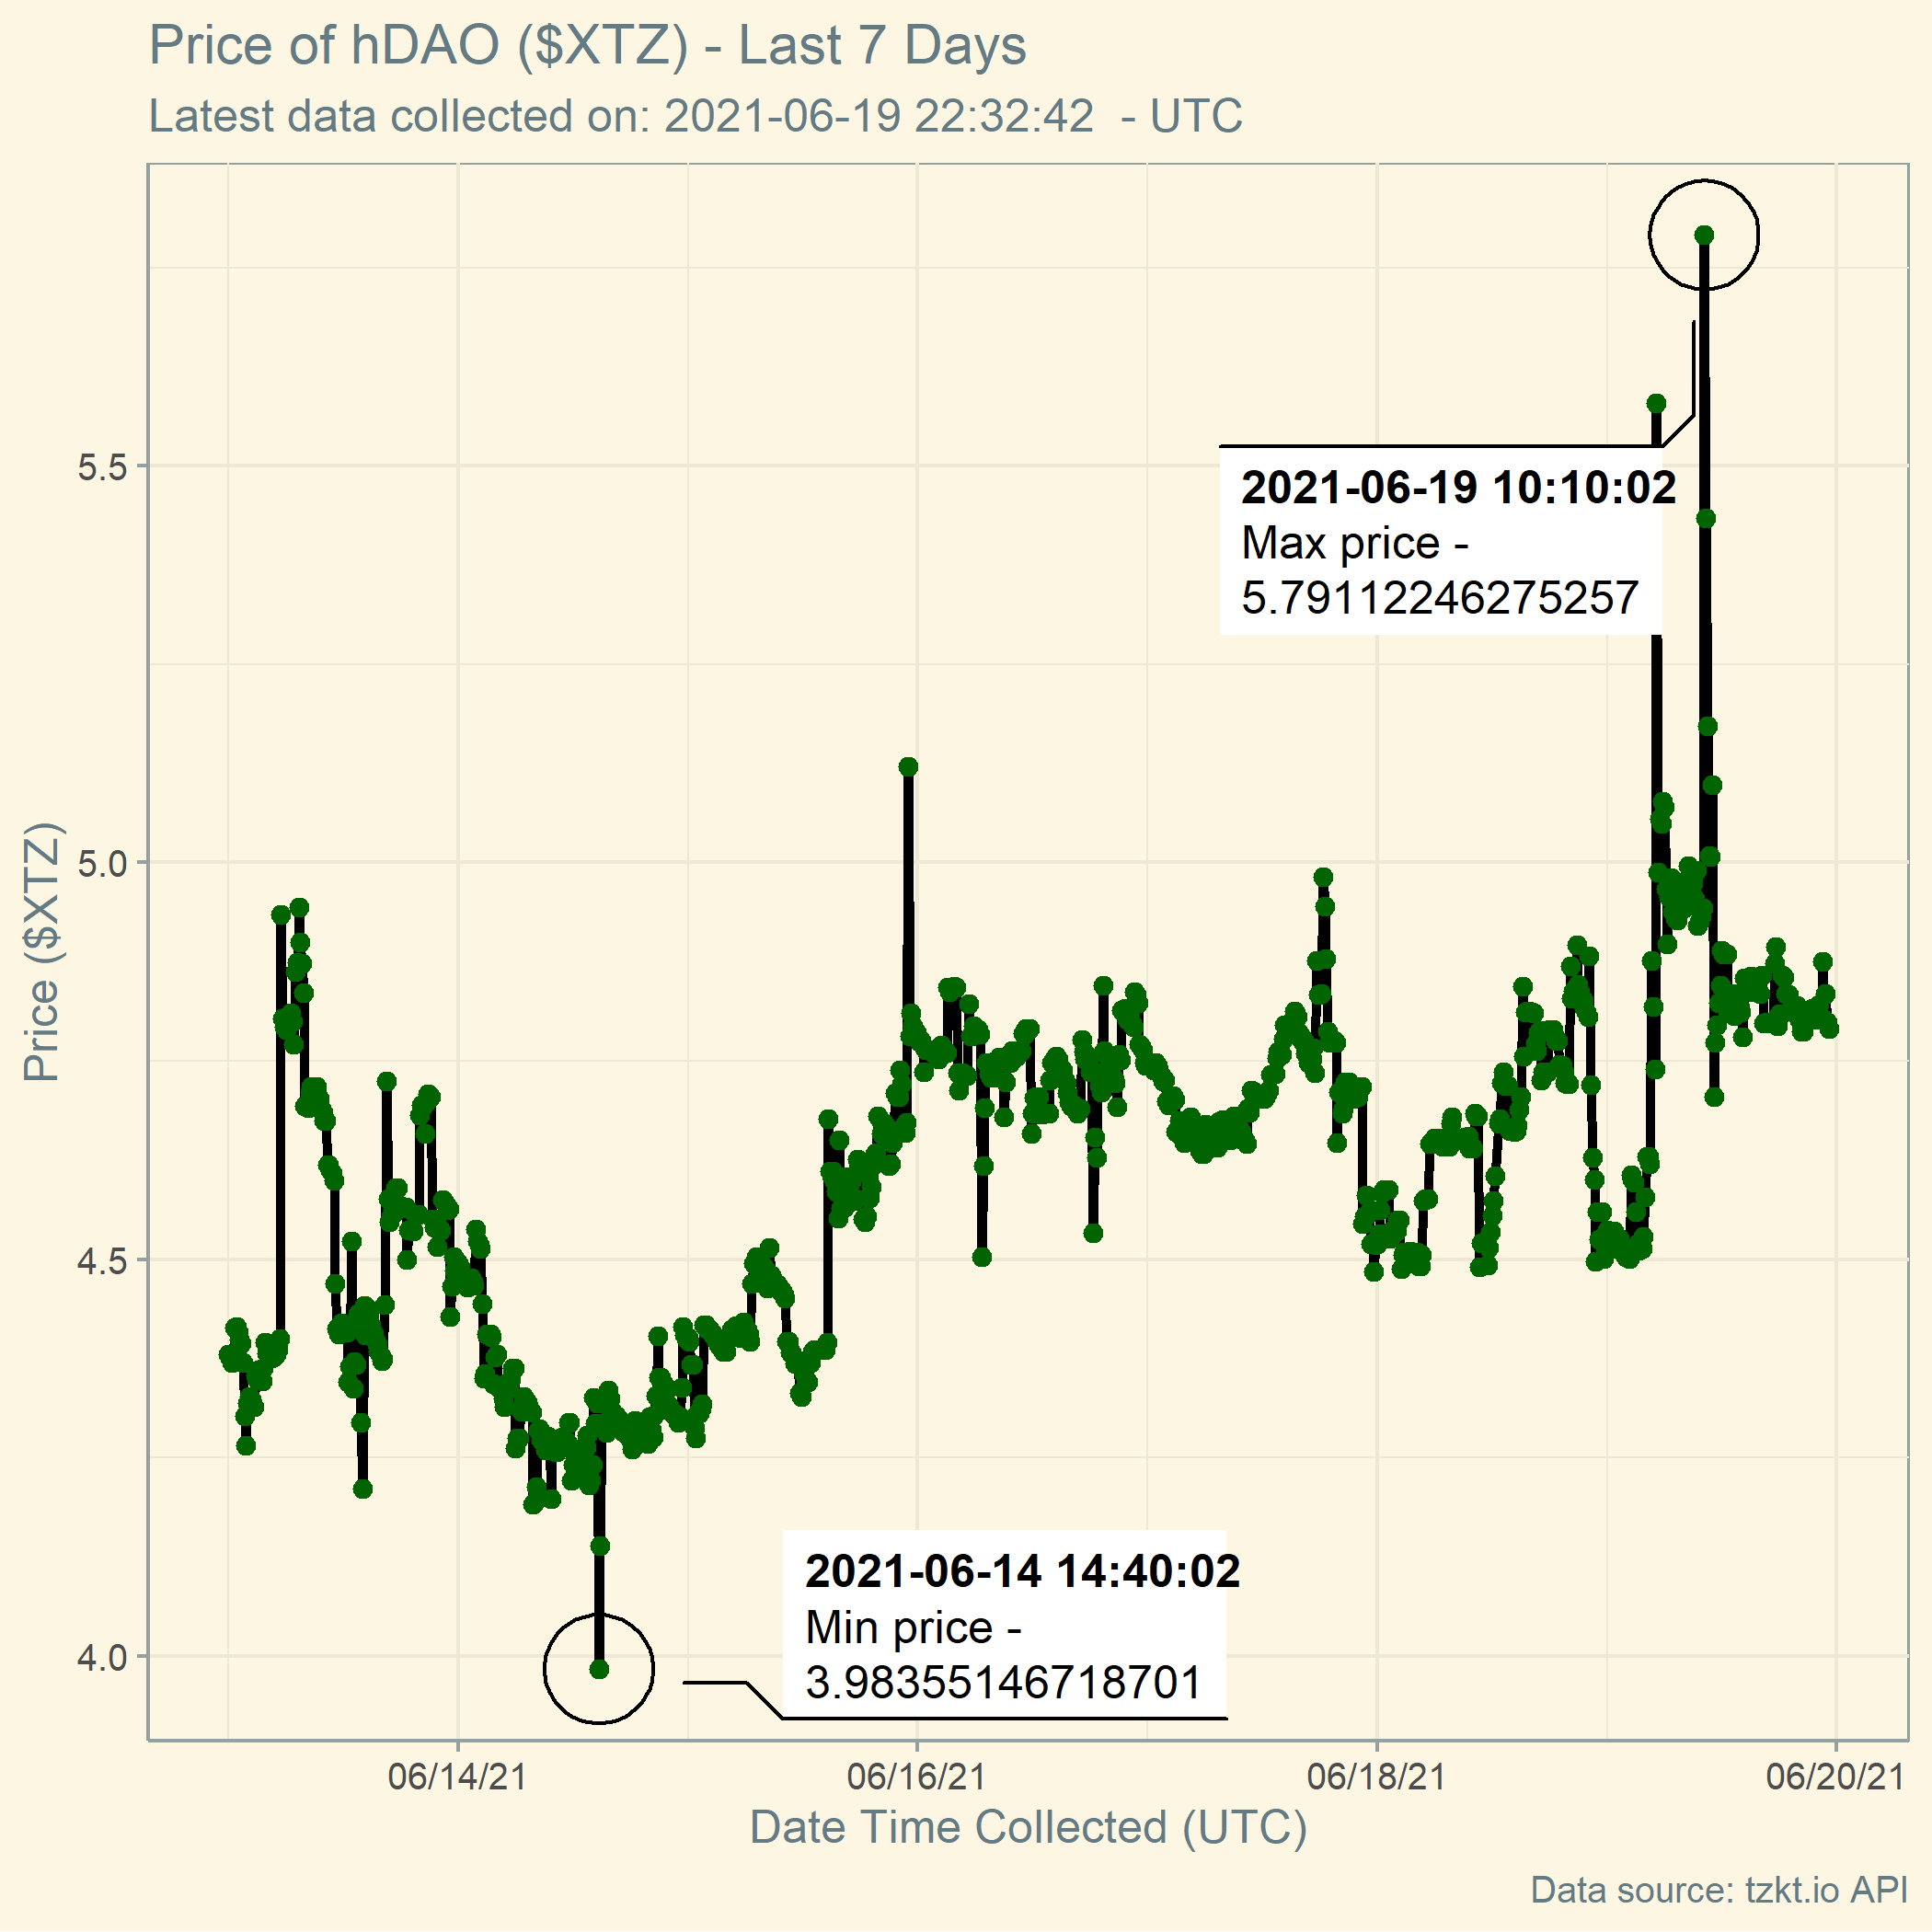 Price of hDAO ($XTZ) - Last 7 Days
Latest data collected on: 2021-06-19 22:32:42  - UTC
Price ($XTZ)
5.5
5.0
4.5
4.0
2021-06-19 10:10:02
Max price -
5.79112246275257
2021-06-14 14:40:02
Min price -
3.98355146718701
06/14/21
06/16/21
06/18/21
06/20/21
Date Time Collected (UTC)
Data source: tzkt.io API